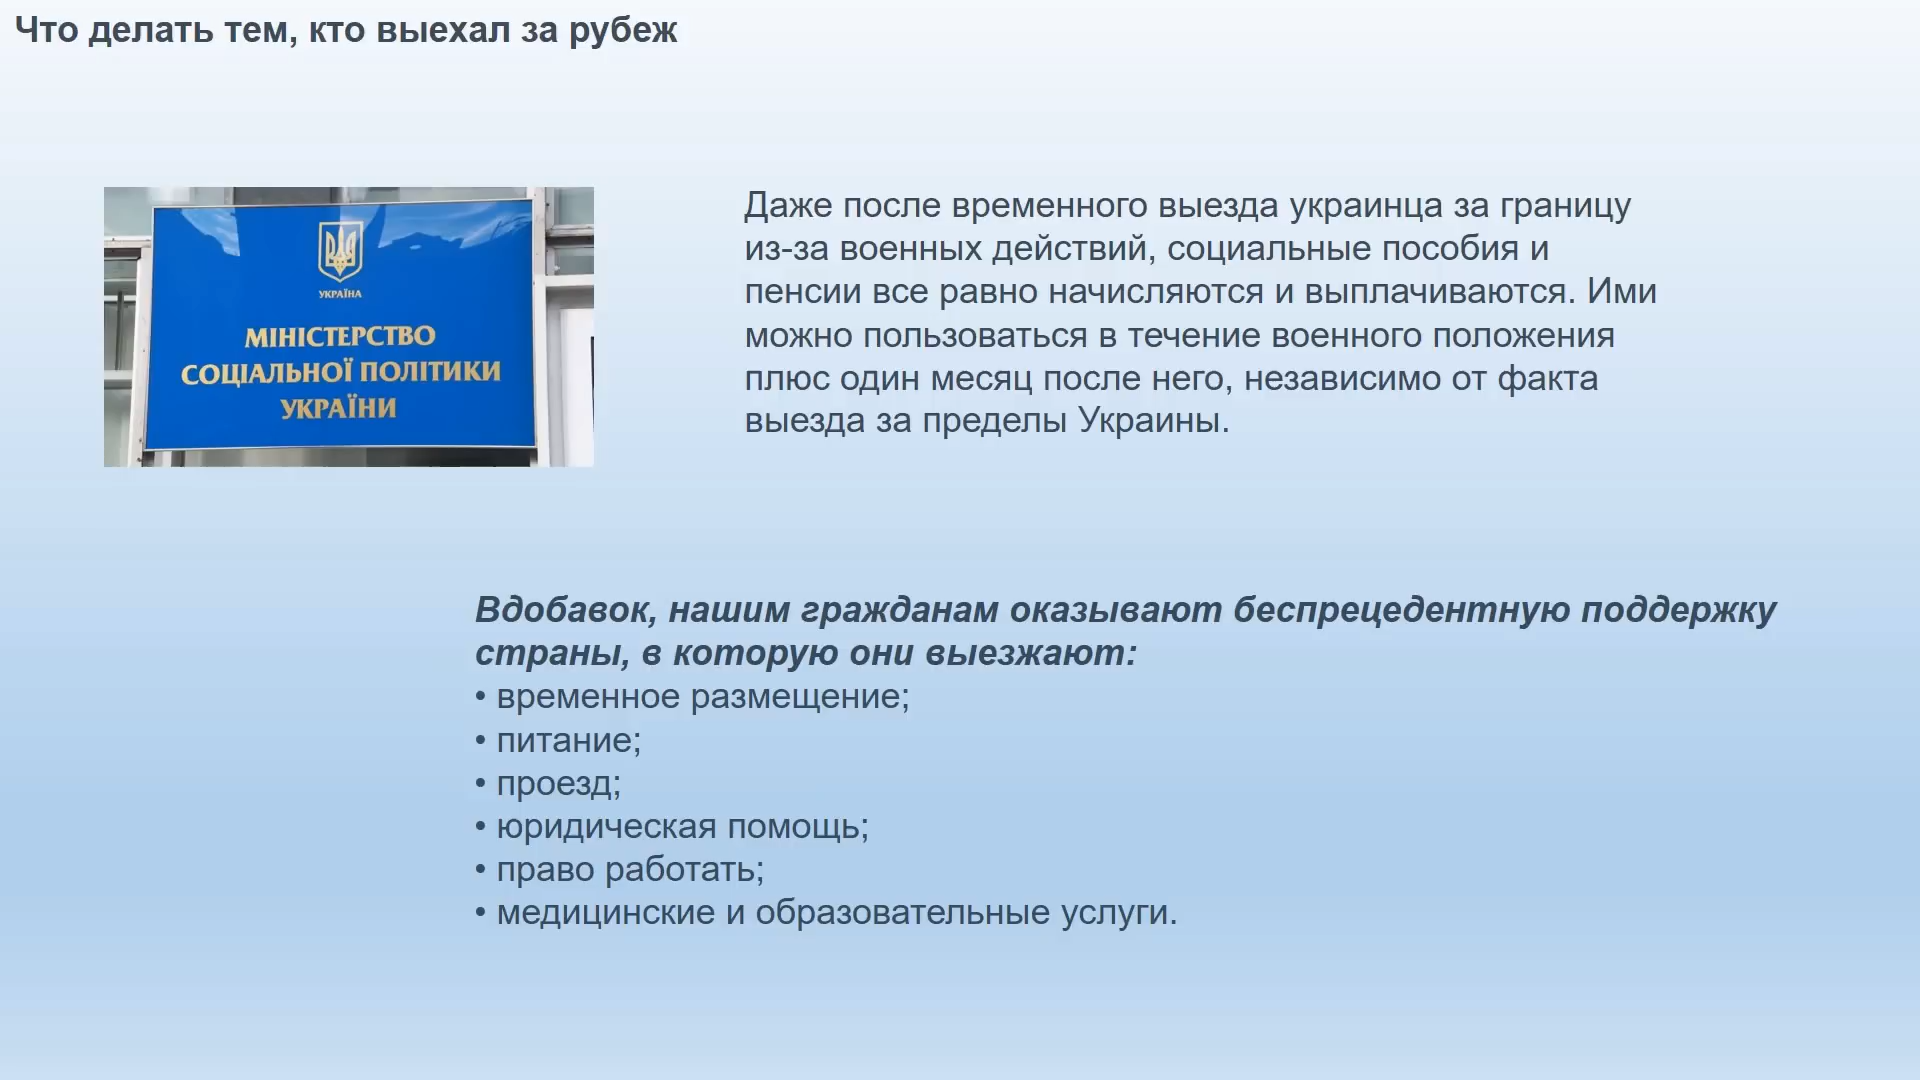 Что делать тем, кто выехал за рубеж
УКРАЇНА
МІНІСТЕРСТВО
СОЦІАЛЬНОЇ ПОЛІТИКИ
УКРАЇНИ
Даже после временного выезда украинца за границу
из-за военных действий, социальные пособия и
пенсии все равно начисляются и выплачиваются. Ими
можно пользоваться в течение военного положения
плюс один месяц после него, независимо от факта
выезда за пределы Украины.
Вдобавок, нашим гражданам оказывают беспрецедентную поддержку
страны, в которую они выезжают:
• временное размещение;
• питание;
• проезд;
• юридическая помощь;
• право работать;
• медицинские и образовательные услуги.